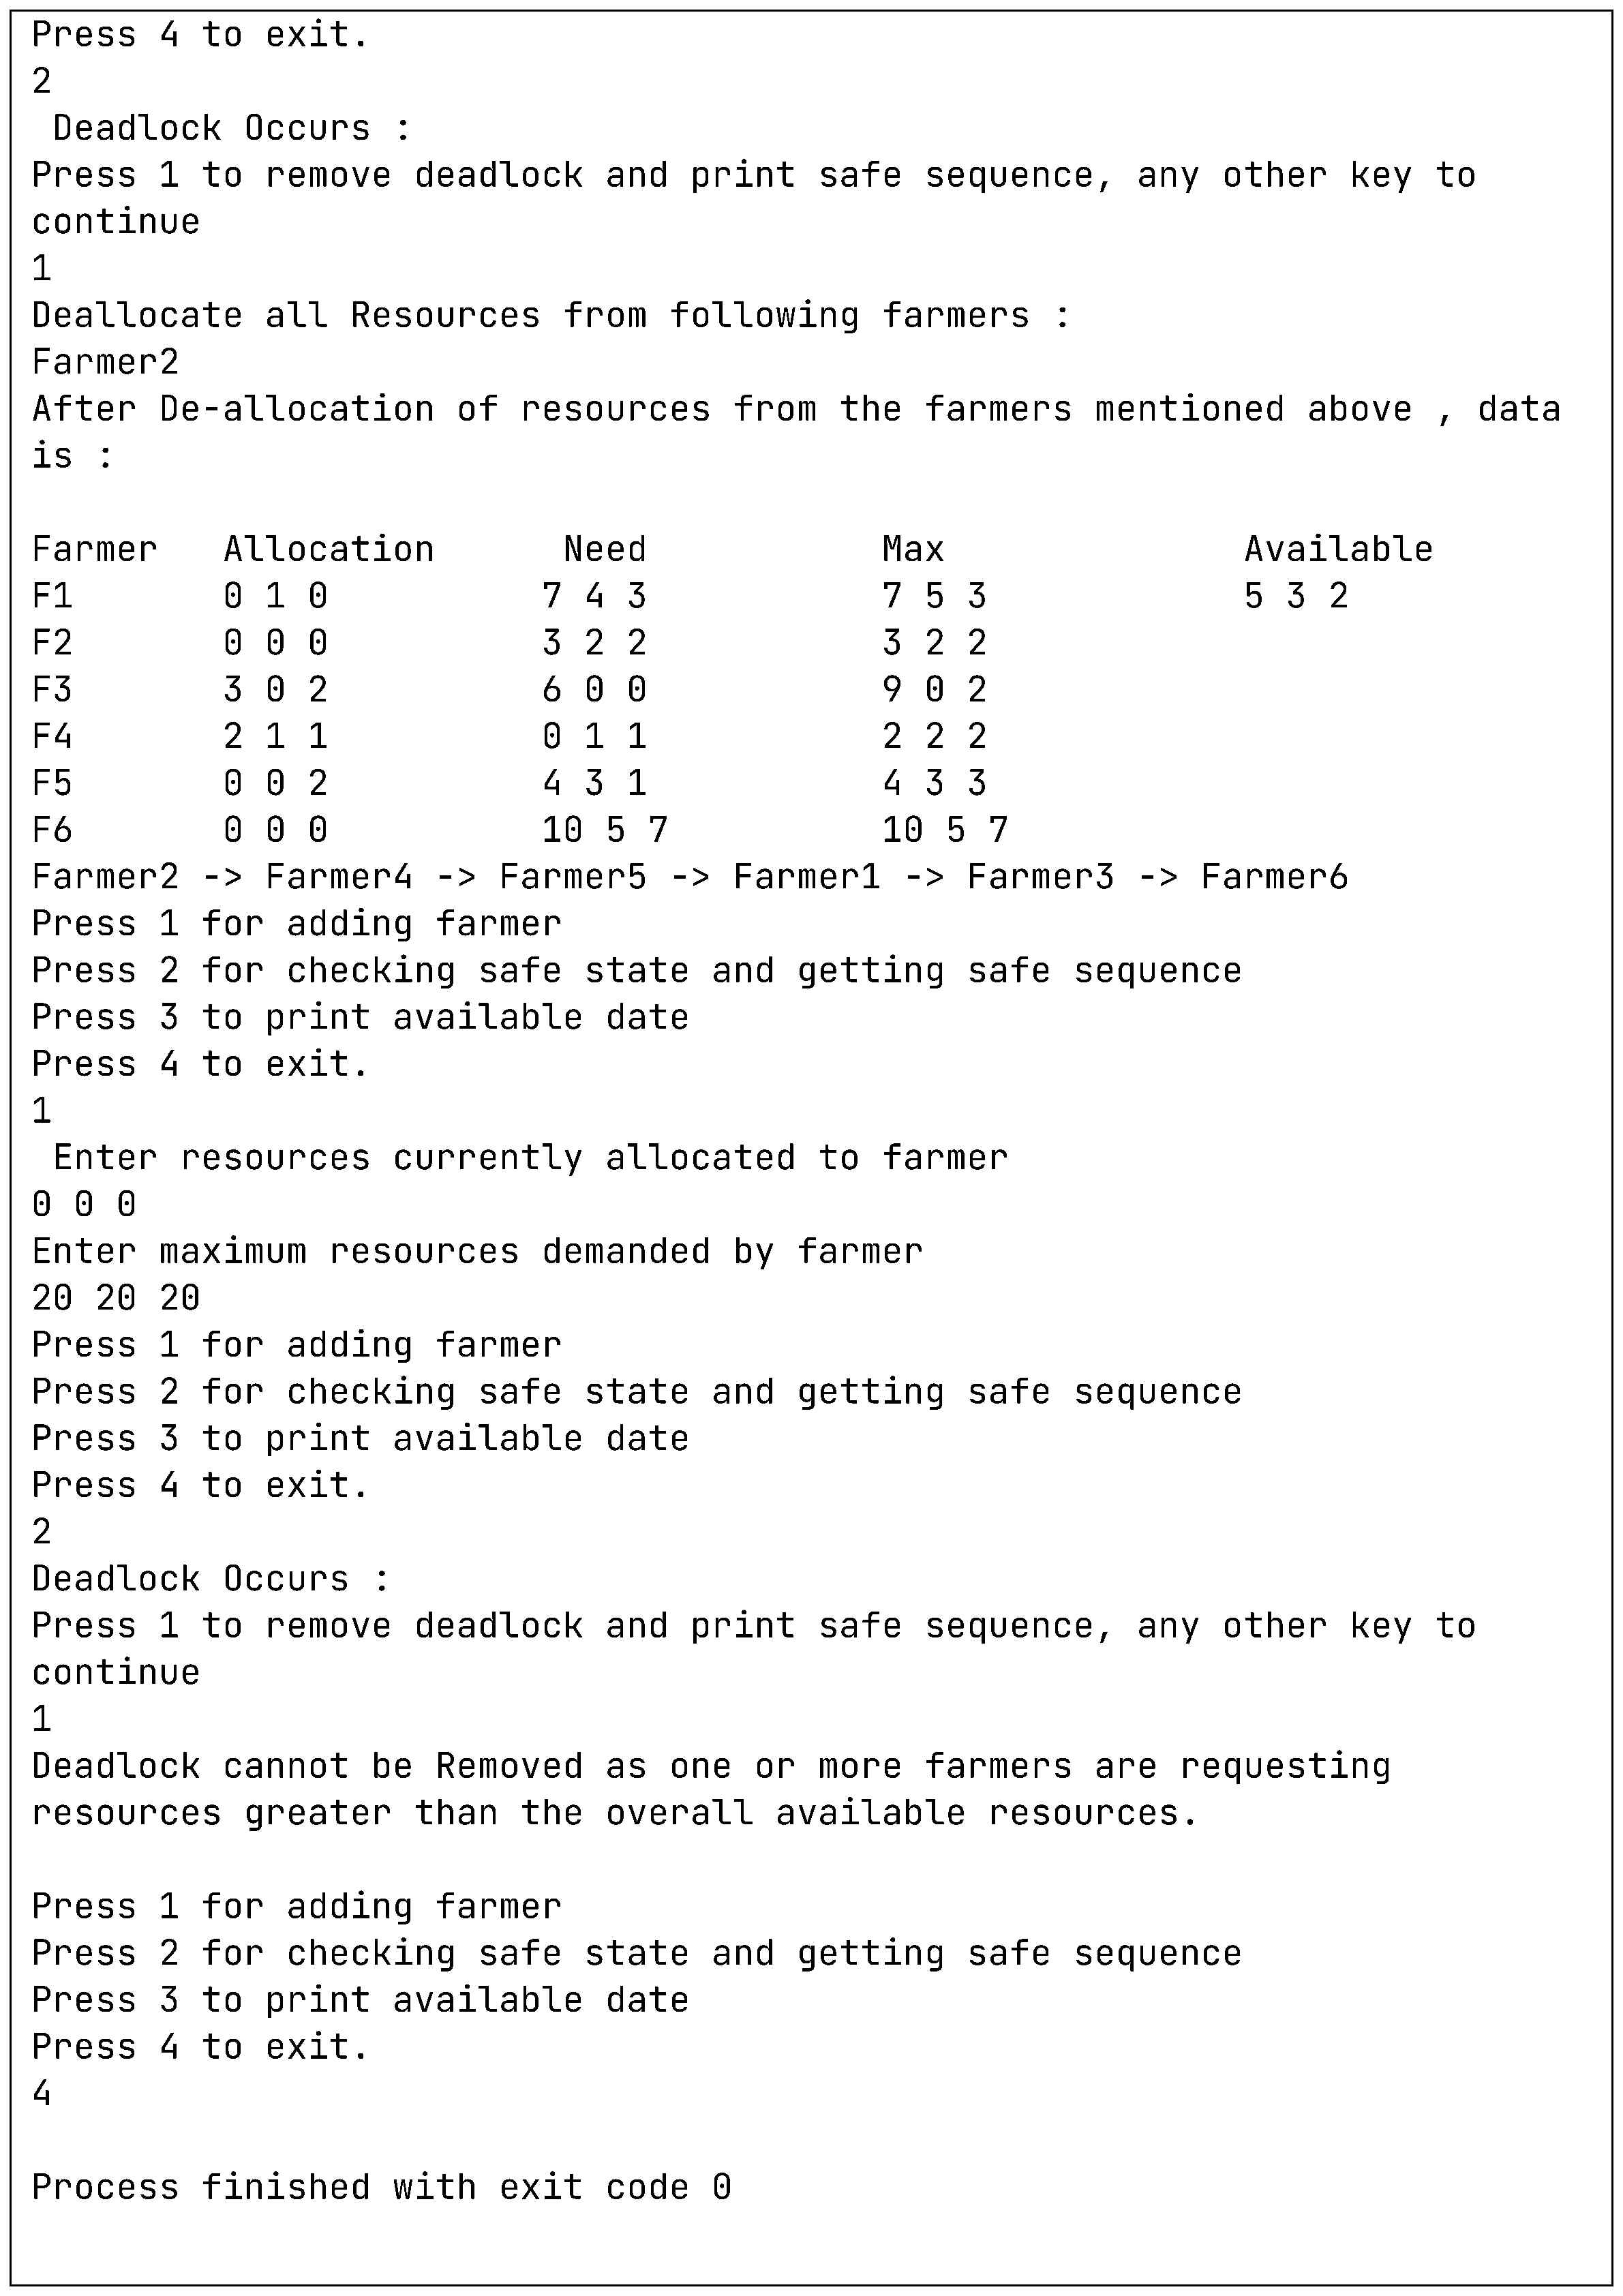 Press 4 to exit.
2
 Deadlock Occurs :
Press 1 to remove deadlock and print safe sequence, any other key to
continue
1
Deallocate all Resources from following farmers :
Farmer2
After De-allocation of resources from the farmers mentioned above , data
is :

Farmer   Allocation      Need           Max              Available
F1       0 1 0          7 4 3           7 5 3            5 3 2
F2       0 0 0          3 2 2           3 2 2
F3       3 0 2          6 0 0           9 0 2
F4       2 1 1          0 1 1           2 2 2
F5       0 0 2          4 3 1           4 3 3
F6       0 0 0          10 5 7          10 5 7
Farmer2 -> Farmer4 -> Farmer5 -> Farmer1 -> Farmer3 -> Farmer6
Press 1 for adding farmer
Press 2 for checking safe state and getting safe sequence
Press 3 to print available date
Press 4 to exit.
1
 Enter resources currently allocated to farmer
0 0 0
Enter maximum resources demanded by farmer
20 20 20
Press 1 for adding farmer
Press 2 for checking safe state and getting safe sequence
Press 3 to print available date
Press 4 to exit.
2
Deadlock Occurs :
Press 1 to remove deadlock and print safe sequence, any other key to
continue
1
Deadlock cannot be Removed as one or more farmers are requesting
resources greater than the overall available resources.

Press 1 for adding farmer
Press 2 for checking safe state and getting safe sequence
Press 3 to print available date
Press 4 to exit.
4

Process finished with exit code 0